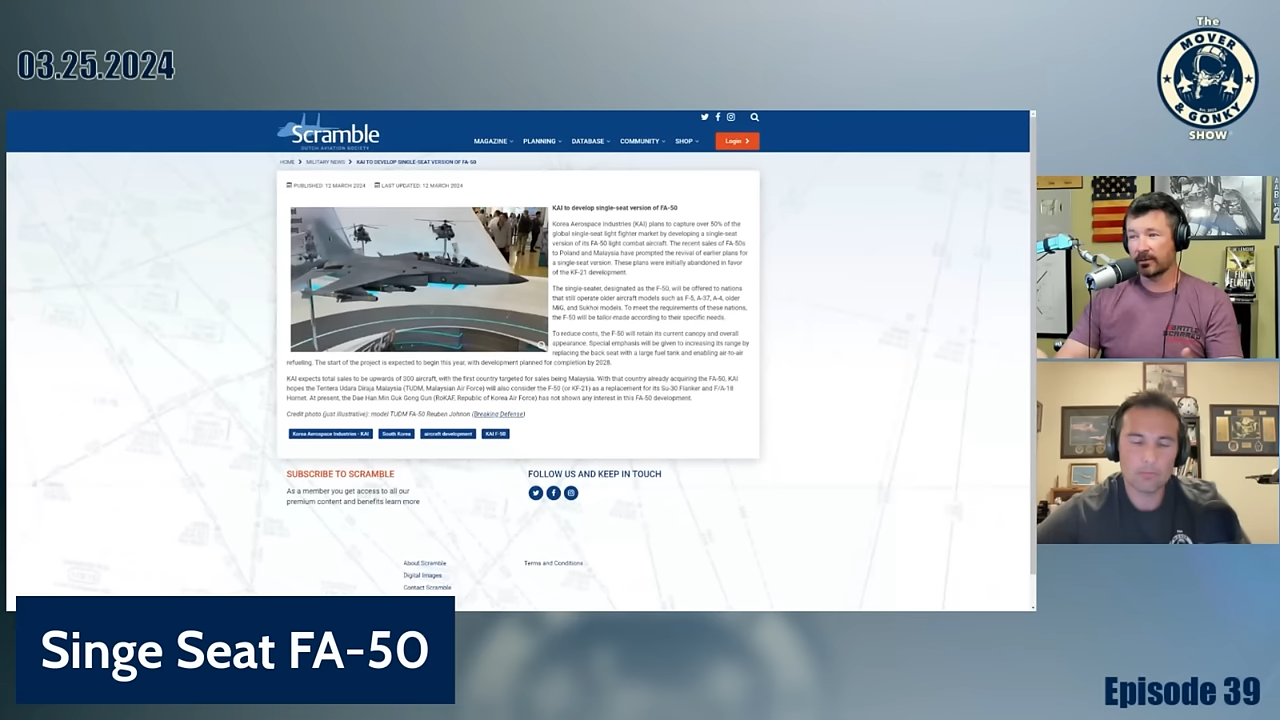 03.25.2024
The
MOVER
& GONKY
SHOW
Scramble
DUTCH AVIATION SOCIETY
MAGAZINE
PLANNING
DATABASE
COMMUNITY
SHOP
Login
HOME
MILITARY NEWS
KAI TO DEVELOP SINGLE-SEAT VERSION OF FA-50
PUBLISHED: 12 MARCH 2024
LAST UPDATED: 12 MARCH 2024
KAI to develop single-seat version of FA-50
Korea Aerospace Industries (KAI) plans to capture over 50% of the
global single-seat light fighter market by developing a single-seat
version of its FA-50 light combat aircraft. The recent sales of FA-50s
to Poland and Malaysia have prompted the revival of earlier plans for
a single-seat version. These plans were initially abandoned in favor
of the KF-21 development.
The single-seater, designated as the F-50, will be offered to nations
that still operate older aircraft models such as F-5, A-37, A-4, older
MiG, and Sukhoi models. To meet the requirements of these nations,
the F-50 will be tailor-made according to their specific needs.
To reduce costs, the F-50 will retain its current canopy and overall
appearance. Special emphasis will be given to increasing its range by
replacing the back seat with a large fuel tank and enabling air-to-air
refueling. The start of the project is expected to begin this year, with development planned for completion by 2028.
KAI expects total sales to be upwards of 300 aircraft, with the first country targeted for sales being Malaysia. With that country already acquiring the FA-50, KAI
hopes the Tentera Udara Diraja Malaysia (TUDM, Malaysian Air Force) will also consider the F-50 (or KF-21) as a replacement for its Su-30 Flanker and F/A-18
Hornet. At present, the Dae Han Min Guk Gong Gun (RoKAF, Republic of Korea Air Force) has not shown any interest in this FA-50 development.
Credit photo (just illustrative): model TUDM FA-50 Reuben Johnson (Breaking Defense)
Korea Aerospace Industries - KAI
South Korea
aircraft development
KAI F-50
SUBSCRIBE TO SCRAMBLE
As a member you get access to all our
premium content and benefits learn more
FOLLOW US AND KEEP IN TOUCH
About Scramble
Digital Images
Contact Scramble
Terms and Conditions
FINAL
FLIGHT
BATTLE
Singe Seat FA-50
Episode 39